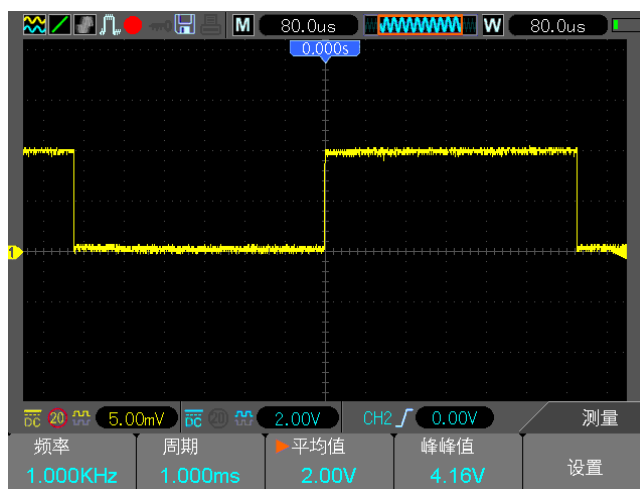 M 80.0us W 80.0us
0.000s
1
DC 20 5.00mV DC 20 2.00V CH2 0.00V 测量
频率 周期 平均值 峰峰值 设置
1.000KHz 1.000ms 2.00V 4.16V